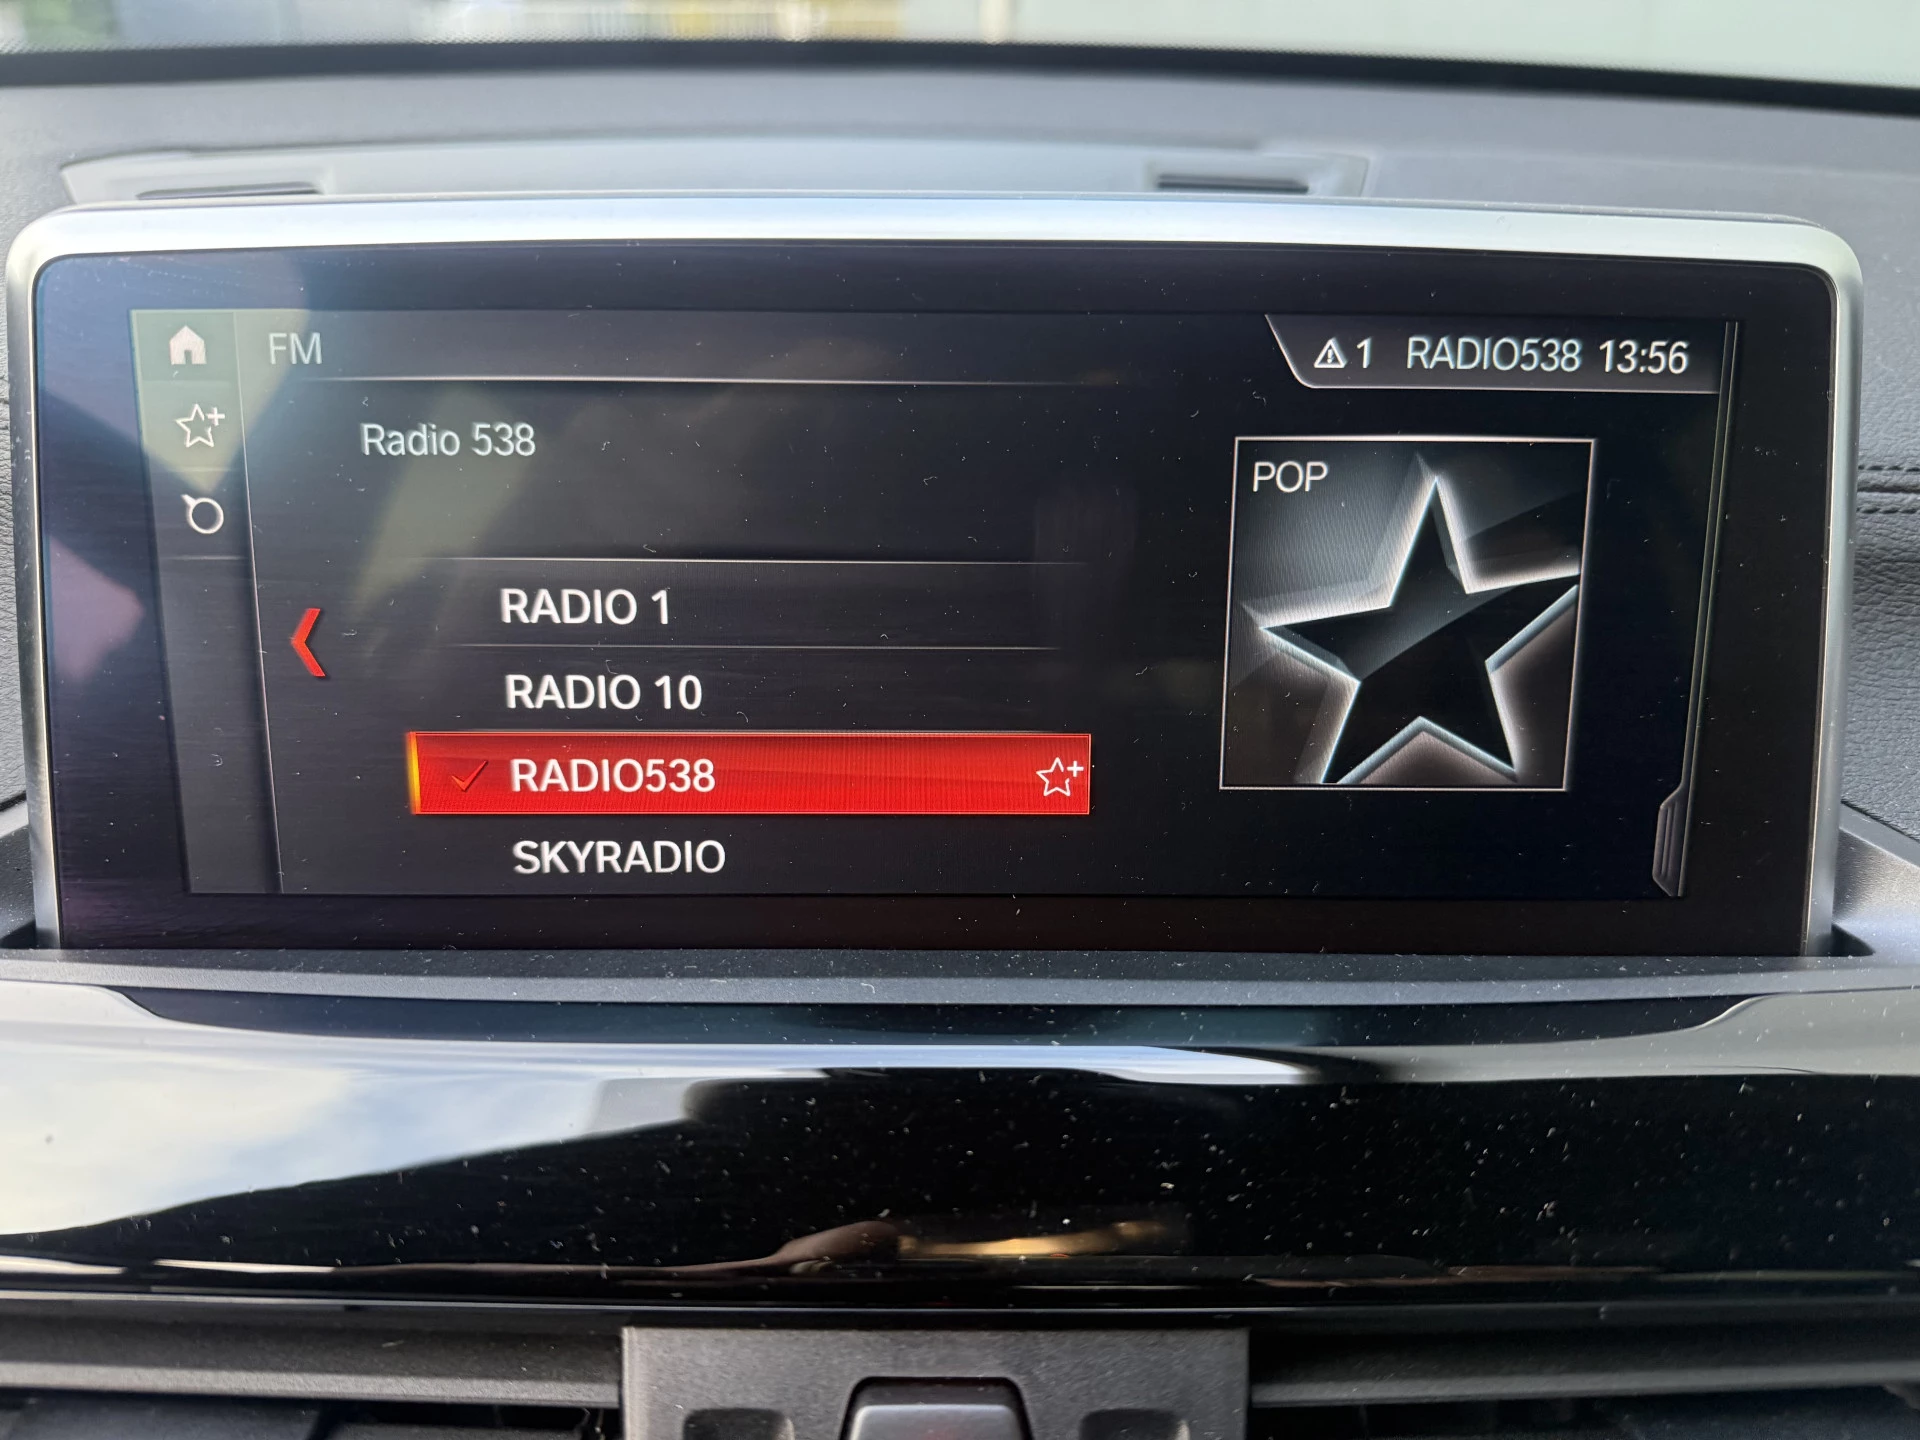 FM
1 RADIO538 13:56
Radio 538
POP
RADIO 1
RADIO 10
RADIO538
SKYRADIO